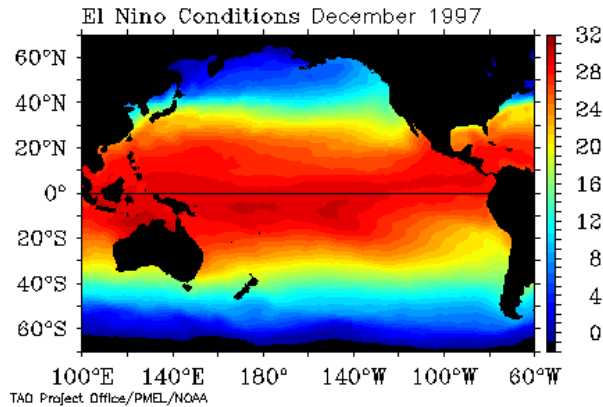 El Nino Conditions December 1997
60°N
40°N
20°N
0°
20°S
40°S
60°S
100°E 140°E 180° 140°W 100°W 60°W
32
28
24
20
16
12
8
4
0
TAO Project Office/PMEL/NOAA